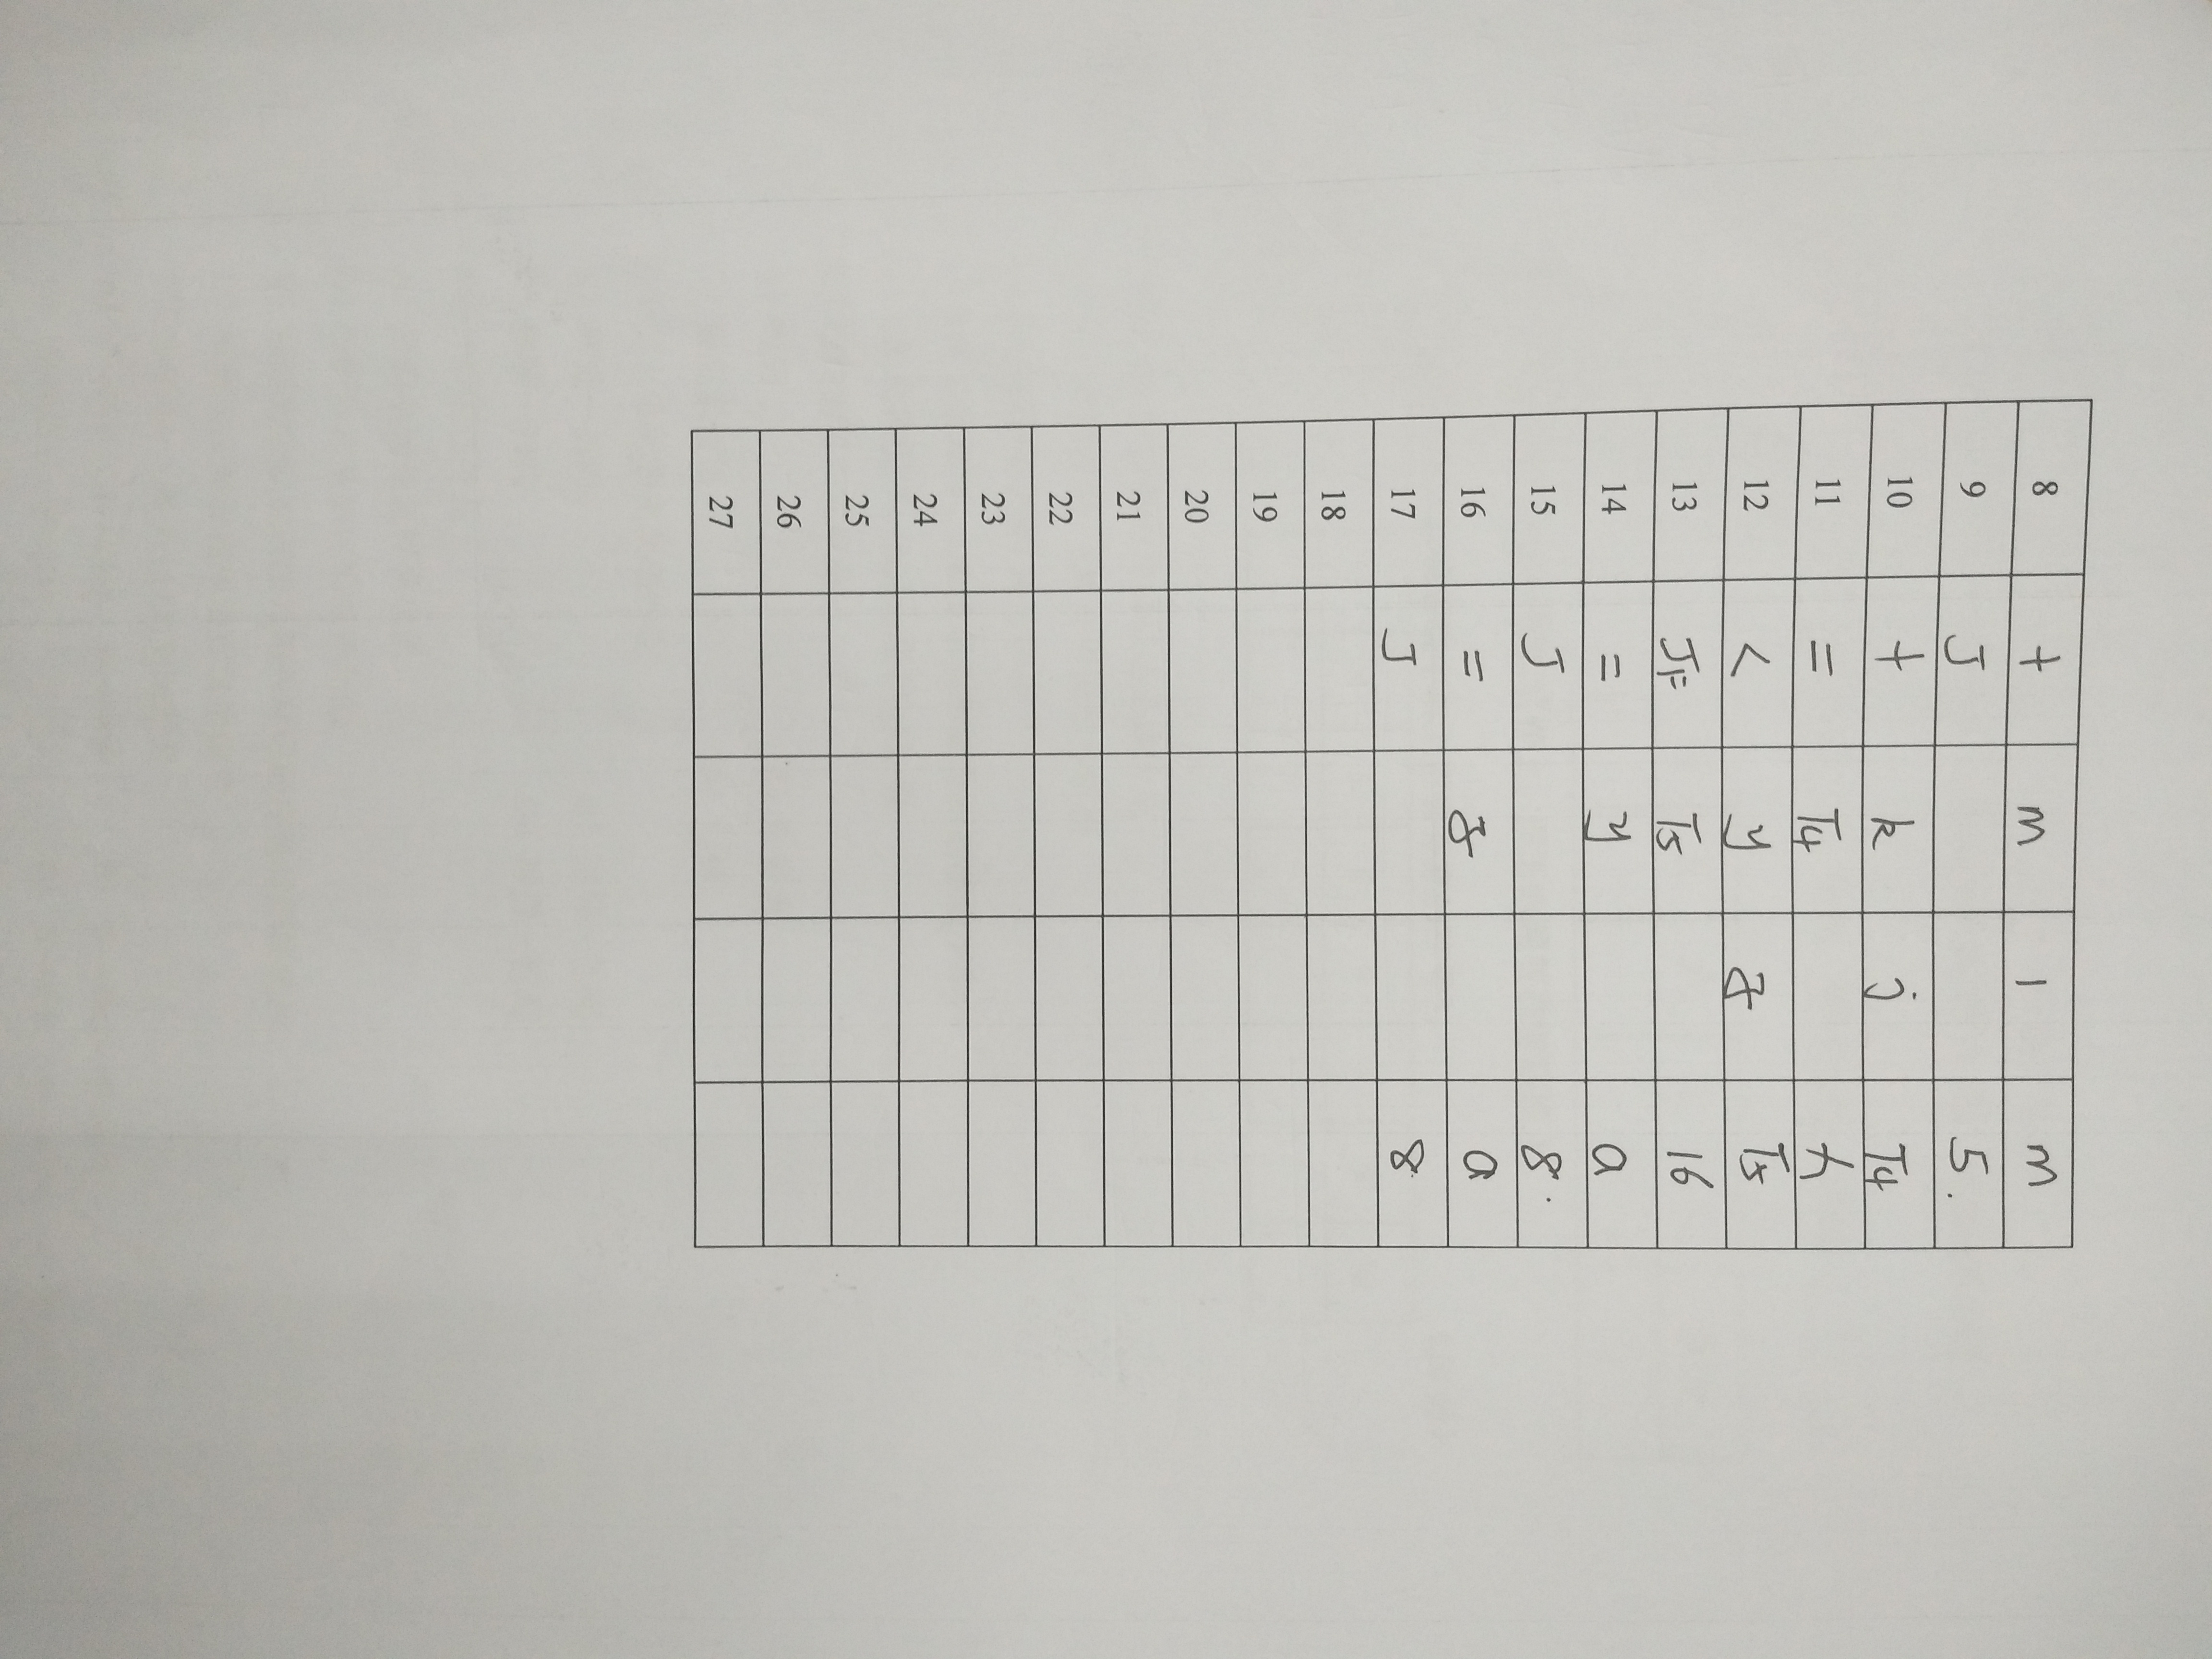 8 + m 1 m
9 J 5.
10 + k j T4
11 = T4
12 < y z T5
13 JF T5 16
14 = y a
15 J 8.
16 = z a
17 J 8
18
19
20
21
22
23
24
25
26
27